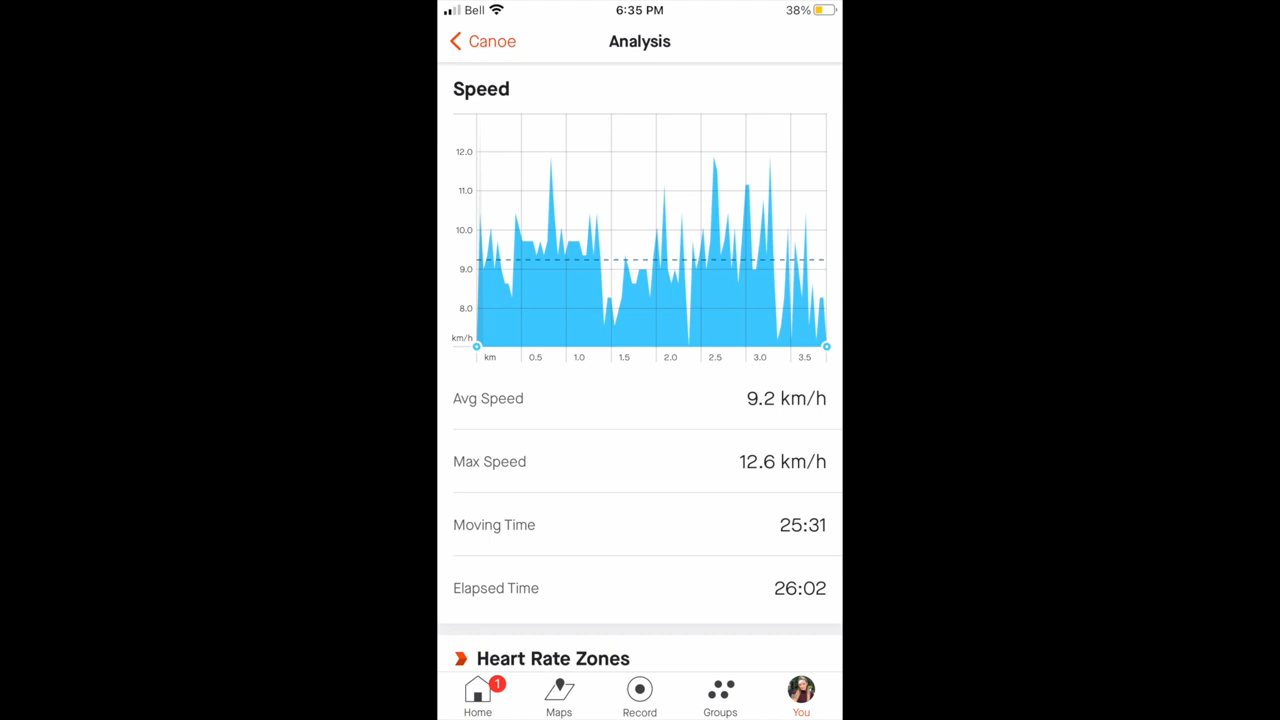 Bell 6:35 PM 38%
Canoe Analysis
Speed
12.0
11.0
10.0
9.0
8.0
km/h
km 0.5 1.0 1.5 2.0 2.5 3.0 3.5
Avg Speed 9.2 km/h
Max Speed 12.6 km/h
Moving Time 25:31
Elapsed Time 26:02
Heart Rate Zones
1
Home Maps Record Groups You